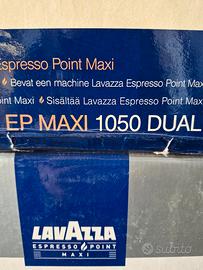 Espresso Point Maxi
Bevat een machine Lavazza Espresso Point Max
Point Maxi Sisältää Lavazza Espresso Point Maxi
EP MAXI 1050 DUAL
LAVAZZA
ESPRESSO POINT
MAXI
subito